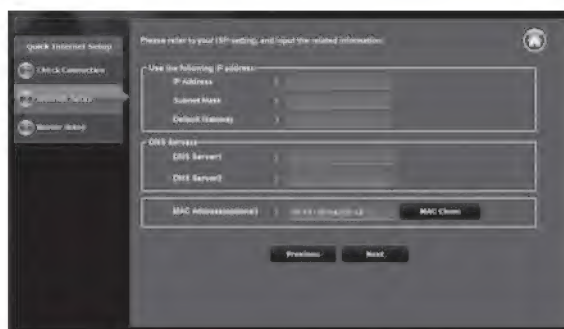 Quick Internet Setup
Check Connection
Internet Setup
Router Setup
Please refer to your ISP setting, and input the related information.
Use the following IP address
IP Address
Subnet Mask
Default Gateway
DNS Servers
DNS Server1
DNS Server2
MAC Address(optional) MAC Clone
Previous Next